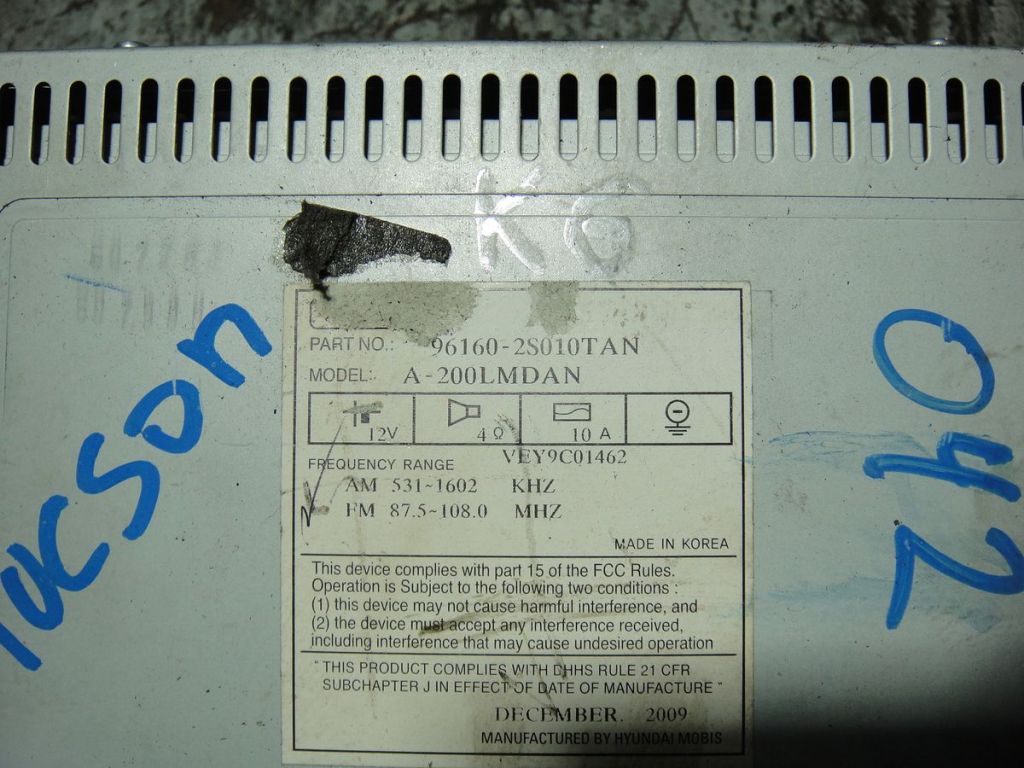 KG
Tucson
042
PART NO.: 96160-2S010TAN
MODEL: A-200LMDAN
12V 4 Ω 10 A
FREQUENCY RANGE VEY9C01462
AM 531~1602 KHZ
FM 87.5~108.0 MHZ
MADE IN KOREA
This device complies with part 15 of the FCC Rules.
Operation is Subject to the following two conditions :
(1) this device may not cause harmful interference, and
(2) the device must accept any interference received,
including interference that may cause undesired operation
" THIS PRODUCT COMPLIES WITH DHHS RULE 21 CFR
SUBCHAPTER J IN EFFECT OF DATE OF MANUFACTURE "
DECEMBER. 2009
MANUFACTURED BY HYUNDAI MOBIS